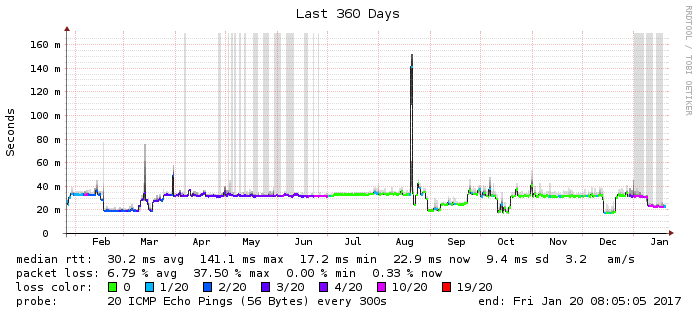 Last 360 Days
RRDTOOL / TOBI OETIKER
Seconds
160 m
140 m
120 m
100 m
80 m
60 m
40 m
20 m
0
Feb Mar Apr May Jun Jul Aug Sep Oct Nov Dec Jan
median rtt: 30.2 ms avg 141.1 ms max 17.2 ms min 22.9 ms now 9.4 ms sd 3.2 am/s
packet loss: 6.79 % avg 37.50 % max 0.00 % min 0.33 % now
loss color: 0 1/20 2/20 3/20 4/20 10/20 19/20
probe: 20 ICMP Echo Pings (56 Bytes) every 300s end: Fri Jan 20 08:05:05 2017